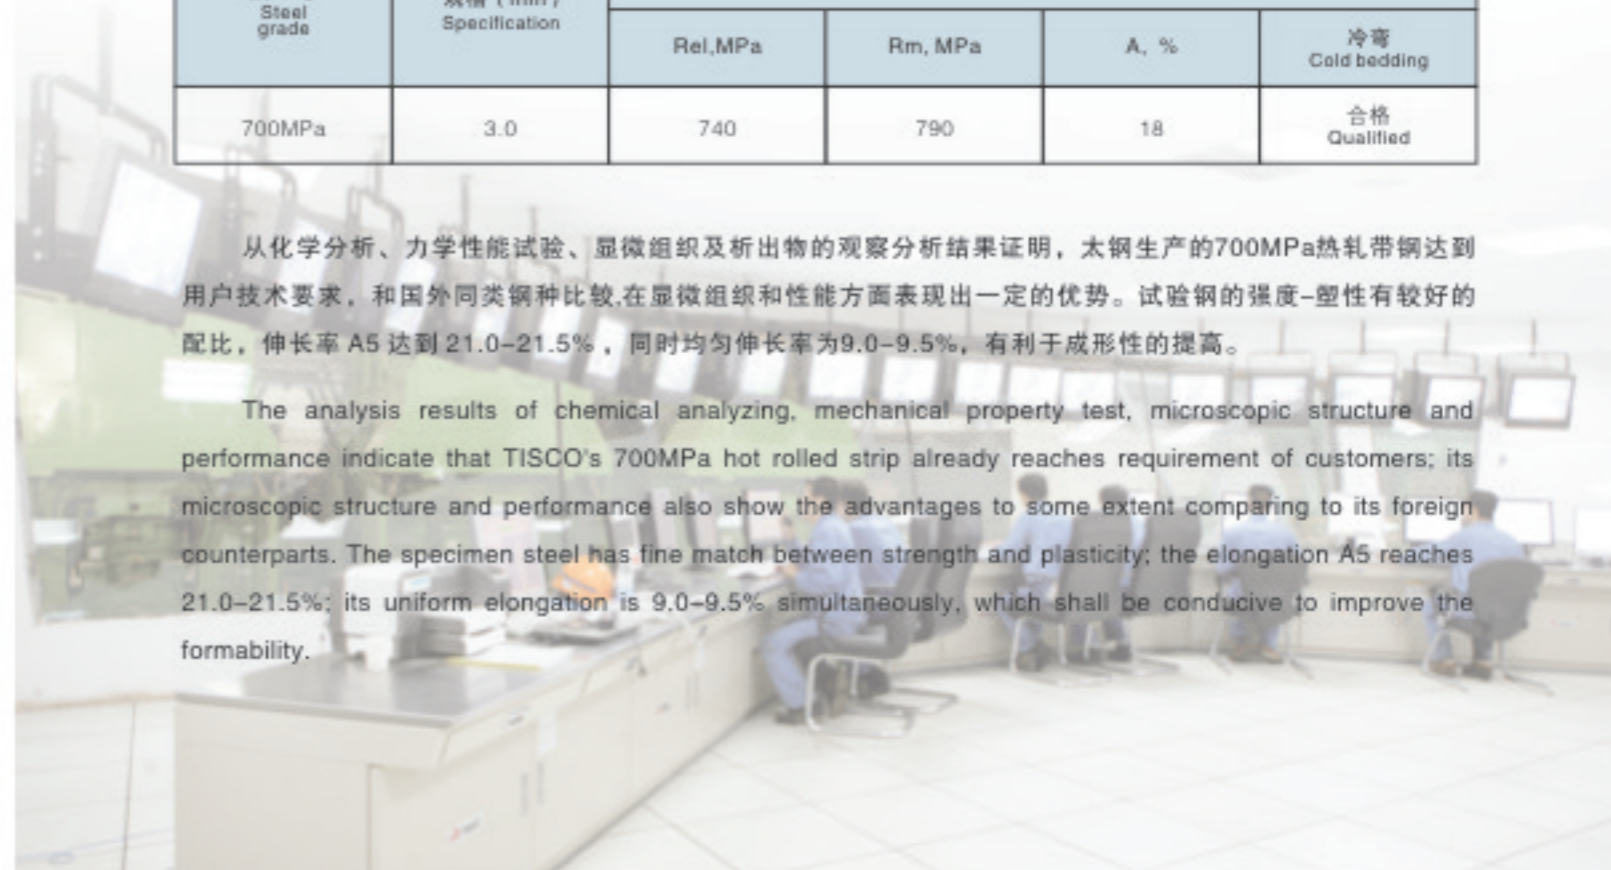 Steel
grade
Specification
Rel,MPa
Rm, MPa
A, %
冷弯
Cold bedding
700MPa
3.0
740
790
18
合格
Qualified
从化学分析、力学性能试验、显微组织及析出物的观察分析结果证明，太钢生产的700MPa热轧带钢达到
用户技术要求，和国外同类钢种比较,在显微组织和性能方面表现出一定的优势。试验钢的强度-塑性有较好的
配比，伸长率 A5 达到 21.0-21.5% ，同时均匀伸长率为9.0-9.5%，有利于成形性的提高。
The analysis results of chemical analyzing, mechanical property test, microscopic structure and
performance indicate that TISCO's 700MPa hot rolled strip already reaches requirement of customers; its
microscopic structure and performance also show the advantages to some extent comparing to its foreign
counterparts. The specimen steel has fine match between strength and plasticity; the elongation A5 reaches
21.0-21.5%; its uniform elongation is 9.0-9.5% simultaneously, which shall be conducive to improve the
formability.